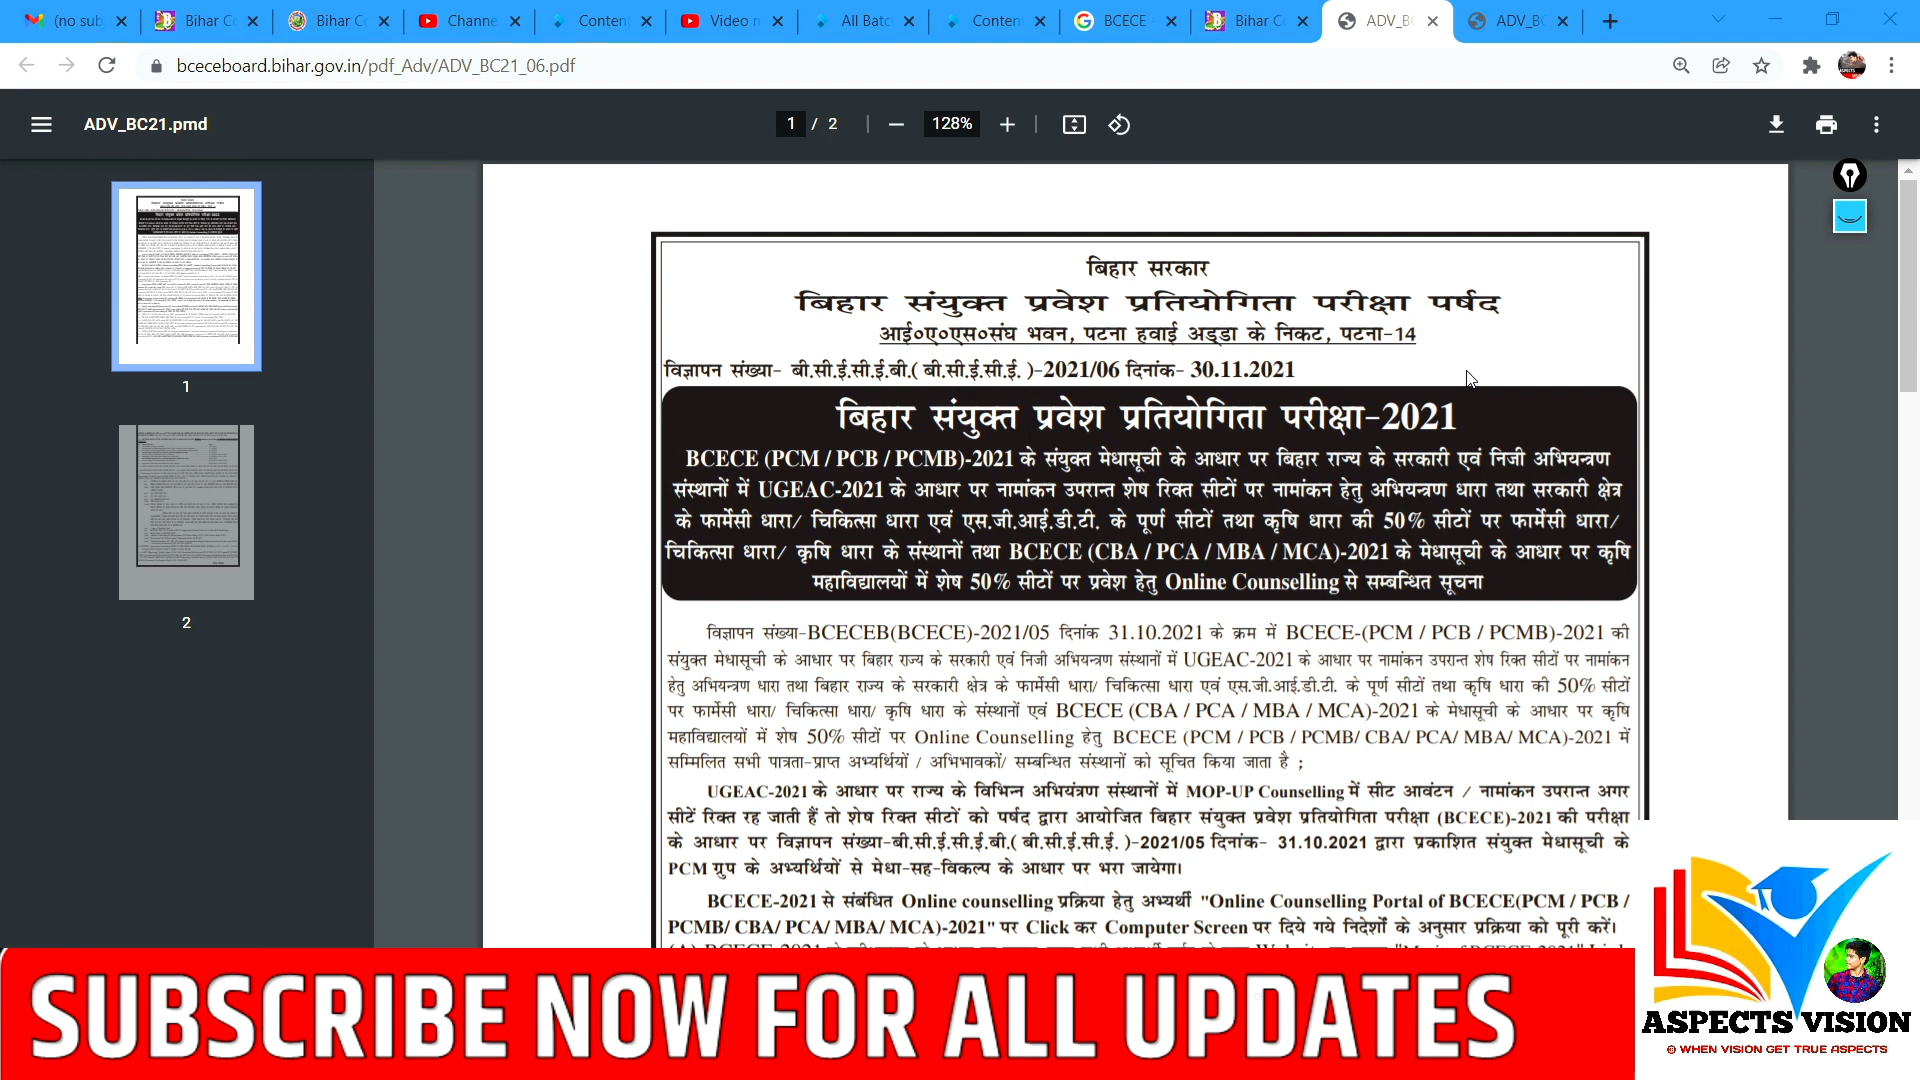 (no sub
Bihar Co
Bihar Co
Channe
Conten
Video m
All Batc
Conten
BCECE -
Bihar Co
ADV_BC
ADV_BC
bceceboard.bihar.gov.in/pdf_Adv/ADV_BC21_06.pdf
ADV_BC21.pmd
1 / 2
128%
1
2
बिहार सरकार
बिहार संयुक्त प्रवेश प्रतियोगिता परीक्षा पर्षद
आई०ए०एस०संघ भवन, पटना हवाई अड्डा के निकट, पटना-14
विज्ञापन संख्या- बी.सी.ई.सी.ई.बी.( बी.सी.ई.सी.ई. )-2021/06 दिनांक- 30.11.2021
बिहार संयुक्त प्रवेश प्रतियोगिता परीक्षा-2021
BCECE (PCM / PCB / PCMB)-2021 के संयुक्त मेधासूची के आधार पर बिहार राज्य के सरकारी एवं निजी अभियन्त्रण
संस्थानों में UGEAC-2021 के आधार पर नामांकन उपरान्त शेष रिक्त सीटों पर नामांकन हेतु अभियन्त्रण धारा तथा सरकारी क्षेत्र
के फार्मेसी धारा/ चिकित्सा धारा एवं एस.जी.आई.डी.टी. के पूर्ण सीटों तथा कृषि धारा की 50% सीटों पर फार्मेसी धारा/
चिकित्सा धारा/ कृषि धारा के संस्थानों तथा BCECE (CBA / PCA / MBA / MCA)-2021 के मेधासूची के आधार पर कृषि
महाविद्यालयों में शेष 50% सीटों पर प्रवेश हेतु Online Counselling से सम्बन्धित सूचना
विज्ञापन संख्या-BCECEB(BCECE)-2021/05 दिनांक 31.10.2021 के क्रम में BCECE-(PCM / PCB / PCMB)-2021 की
संयुक्त मेधासूची के आधार पर बिहार राज्य के सरकारी एवं निजी अभियन्त्रण संस्थानों में UGEAC-2021 के आधार पर नामांकन उपरान्त शेष रिक्त सीटों पर नामांकन
हेतु अभियन्त्रण धारा तथा बिहार राज्य के सरकारी क्षेत्र के फार्मेसी धारा/ चिकित्सा धारा एवं एस.जी.आई.डी.टी. के पूर्ण सीटों तथा कृषि धारा की 50% सीटों
पर फार्मेसी धारा/ चिकित्सा धारा/ कृषि धारा के संस्थानों एवं BCECE (CBA / PCA / MBA / MCA)-2021 के मेधासूची के आधार पर कृषि
महाविद्यालयों में शेष 50% सीटों पर Online Counselling हेतु BCECE (PCM / PCB / PCMB/ CBA/ PCA/ MBA/ MCA)-2021 में
सम्मिलित सभी पात्रता-प्राप्त अभ्यर्थियों / अभिभावकों/ सम्बन्धित संस्थानों को सूचित किया जाता है ;
UGEAC-2021 के आधार पर राज्य के विभिन्न अभियंत्रण संस्थानों में MOP-UP Counselling में सीट आवंटन / नामांकन उपरान्त अगर
सीटें रिक्त रह जाती हैं तो शेष रिक्त सीटों को पर्षद द्वारा आयोजित बिहार संयुक्त प्रवेश प्रतियोगिता परीक्षा (BCECE)-2021 की परीक्षा
के आधार पर विज्ञापन संख्या-बी.सी.ई.सी.ई.बी.( बी.सी.ई.सी.ई. )-2021/05 दिनांक- 31.10.2021 द्वारा प्रकाशित संयुक्त मेधासूची के
PCM ग्रुप के अभ्यर्थियों से मेधा-सह-विकल्प के आधार पर भरा जायेगा।
BCECE-2021 से संबंधित Online counselling प्रक्रिया हेतु अभ्यर्थी "Online Counselling Portal of BCECE(PCM / PCB /
PCMB/ CBA/ PCA/ MBA/ MCA)-2021" पर Click कर Computer Screen पर दिये गये निदेशों के अनुसार प्रक्रिया को पूरी करें।
SUBSCRIBE NOW FOR ALL UPDATES
ASPECTS VISION
© WHEN VISION GET TRUE ASPECTS